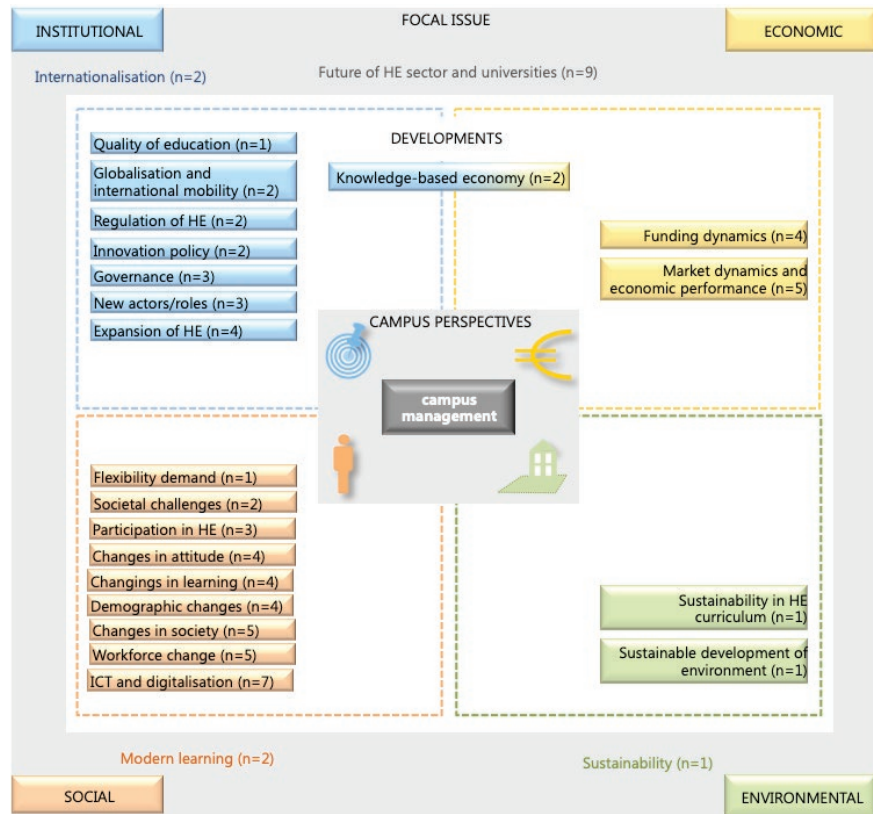 INSTITUTIONAL
FOCAL ISSUE
ECONOMIC
Internationalisation (n=2)
Future of HE sector and universities (n=9)
DEVELOPMENTS
Quality of education (n=1)
Globalisation and
international mobility (n=2)
Knowledge-based economy (n=2)
Regulation of HE (n=2)
Innovation policy (n=2)
Governance (n=3)
New actors/roles (n=3)
Expansion of HE (n=4)
Funding dynamics (n=4)
Market dynamics and
economic performance (n=5)
CAMPUS PERSPECTIVES
campus
management
Flexibility demand (n=1)
Societal challenges (n=2)
Participation in HE (n=3)
Changes in attitude (n=4)
Changings in learning (n=4)
Demographic changes (n=4)
Changes in society (n=5)
Workforce change (n=5)
ICT and digitalisation (n=7)
Sustainability in HE
curriculum (n=1)
Sustainable development of
environment (n=1)
Modern learning (n=2)
Sustainability (n=1)
SOCIAL
ENVIRONMENTAL